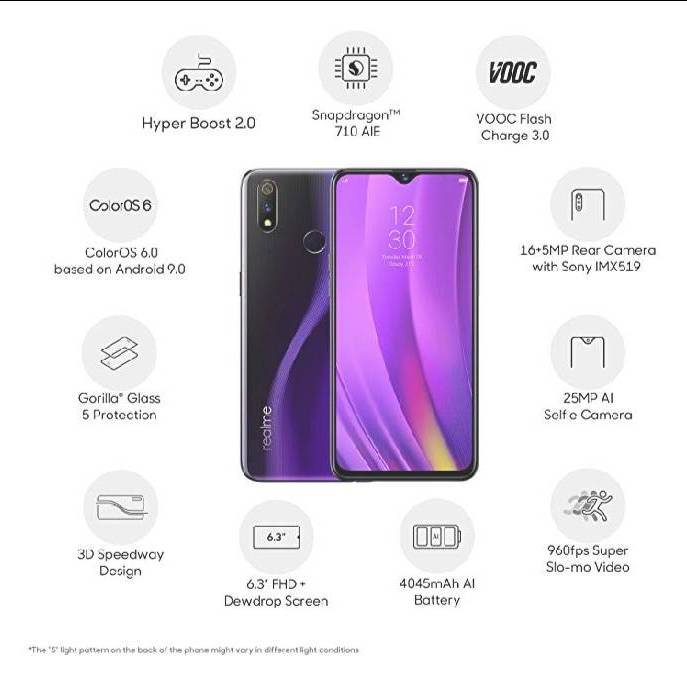 Hyper Boost 2.0
Snapdragon™
710 AIE
VOOC
VOOC Flash
Charge 3.0
ColorOS 6
ColorOS 6.0
based on Android 9.0
16+5MP Rear Camera
with Sony IMX519
12
30
realme
Gorilla® Glass
5 Protection
25MP AI
Selfie Camera
3D Speedway
Design
6.3"
6.3" FHD+
Dewdrop Screen
AI
4045mAh AI
Battery
960fps Super
Slo-mo Video
*The "S" light pattern on the back of the phone might vary in different light conditions